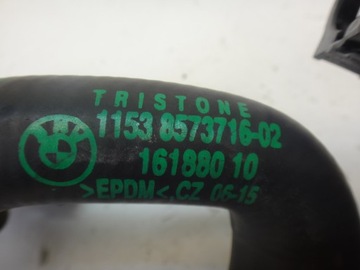 TRISTONE
1153 8573716-02
161880 10
>EPDM<, CZ 06-15